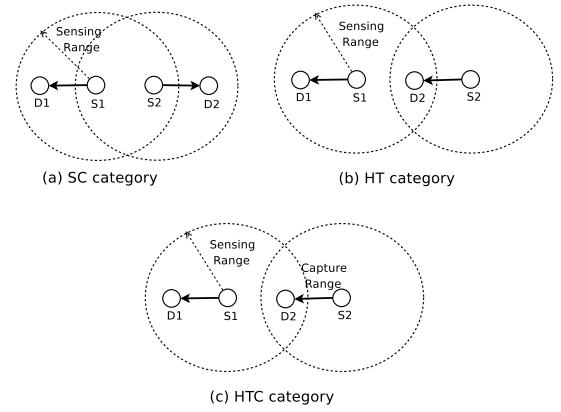 Sensing
Range
D1
S1
S2
D2
(a) SC category
Sensing
Range
D1
S1
D2
S2
(b) HT category
Sensing
Range
Capture
Range
D1
S1
D2
S2
(c) HTC category